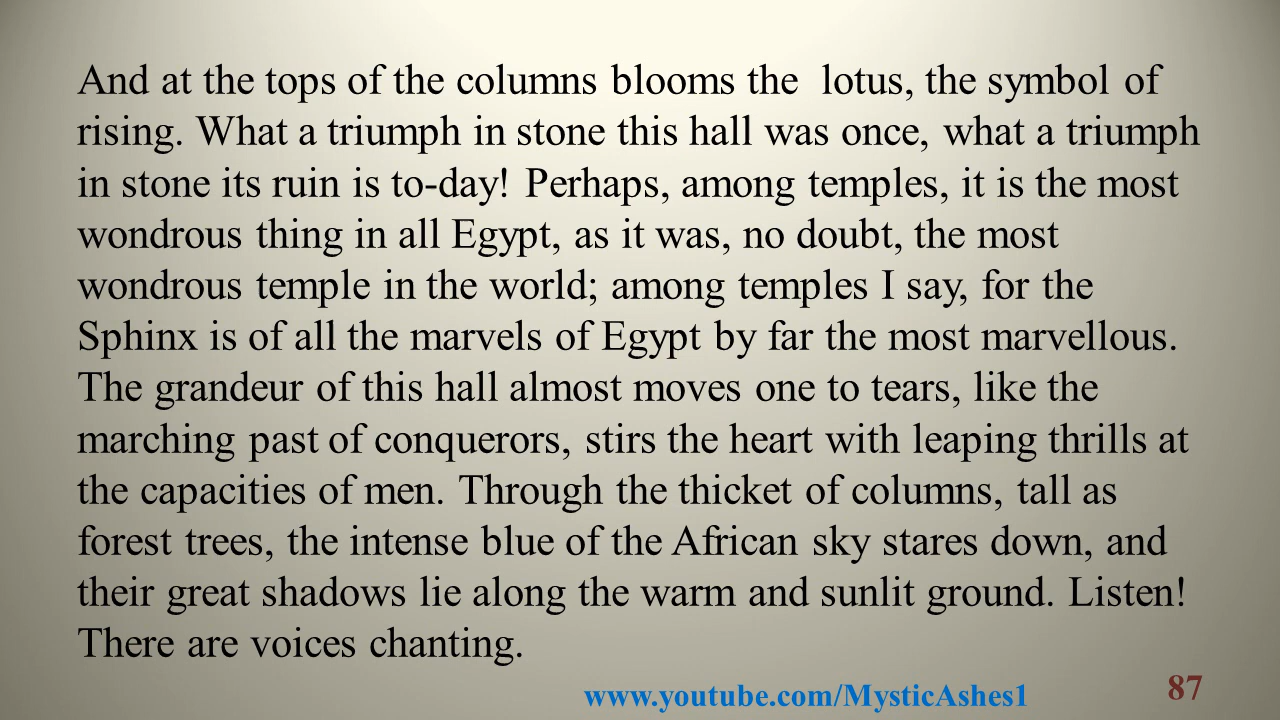 And at the tops of the columns blooms the  lotus, the symbol of
rising. What a triumph in stone this hall was once, what a triumph
in stone its ruin is to-day! Perhaps, among temples, it is the most
wondrous thing in all Egypt, as it was, no doubt, the most
wondrous temple in the world; among temples I say, for the
Sphinx is of all the marvels of Egypt by far the most marvellous.
The grandeur of this hall almost moves one to tears, like the
marching past of conquerors, stirs the heart with leaping thrills at
the capacities of men. Through the thicket of columns, tall as
forest trees, the intense blue of the African sky stares down, and
their great shadows lie along the warm and sunlit ground. Listen!
There are voices chanting.
www.youtube.com/MysticAshes1
87